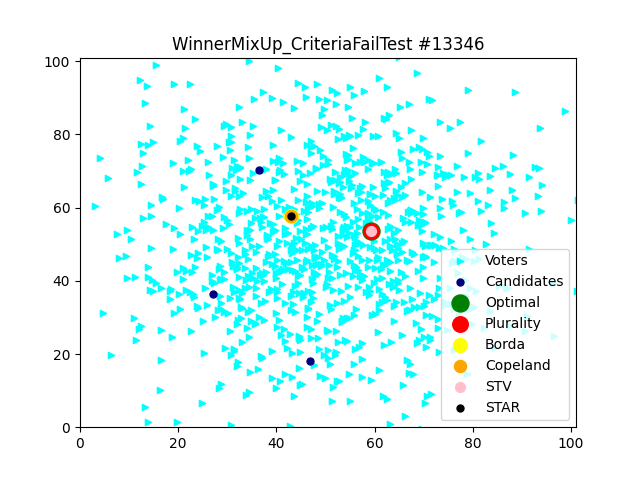 WinnerMixUp_CriteriaFailTest #13346
100
80
60
40
20
0
0 20 40 60 80 100
Voters
Candidates
Optimal
Plurality
Borda
Copeland
STV
STAR